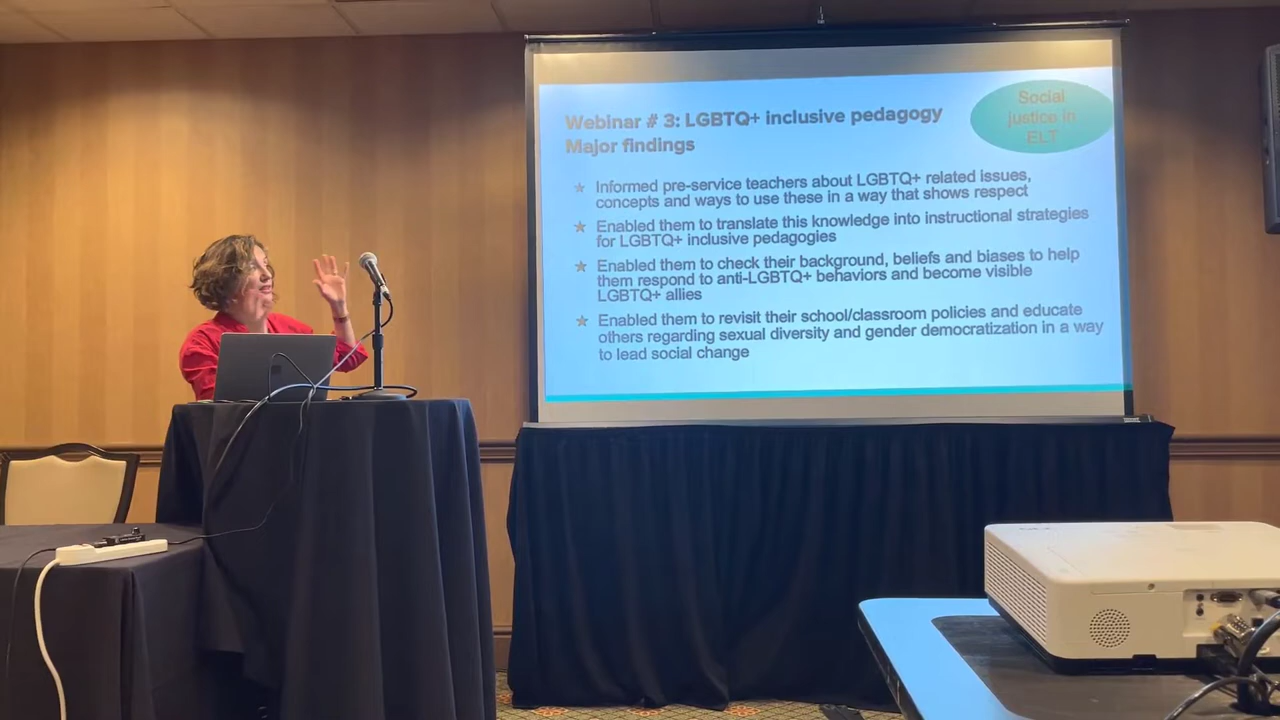 Webinar # 3: LGBTQ+ inclusive pedagogy
Major findings
Social
justice in
ELT
Informed pre-service teachers about LGBTQ+ related issues,
concepts and ways to use these in a way that shows respect
Enabled them to translate this knowledge into instructional strategies
for LGBTQ+ inclusive pedagogies
Enabled them to check their background, beliefs and biases to help
them respond to anti-LGBTQ+ behaviors and become visible
LGBTQ+ allies
Enabled them to revisit their school/classroom policies and educate
others regarding sexual diversity and gender democratization in a way
to lead social change